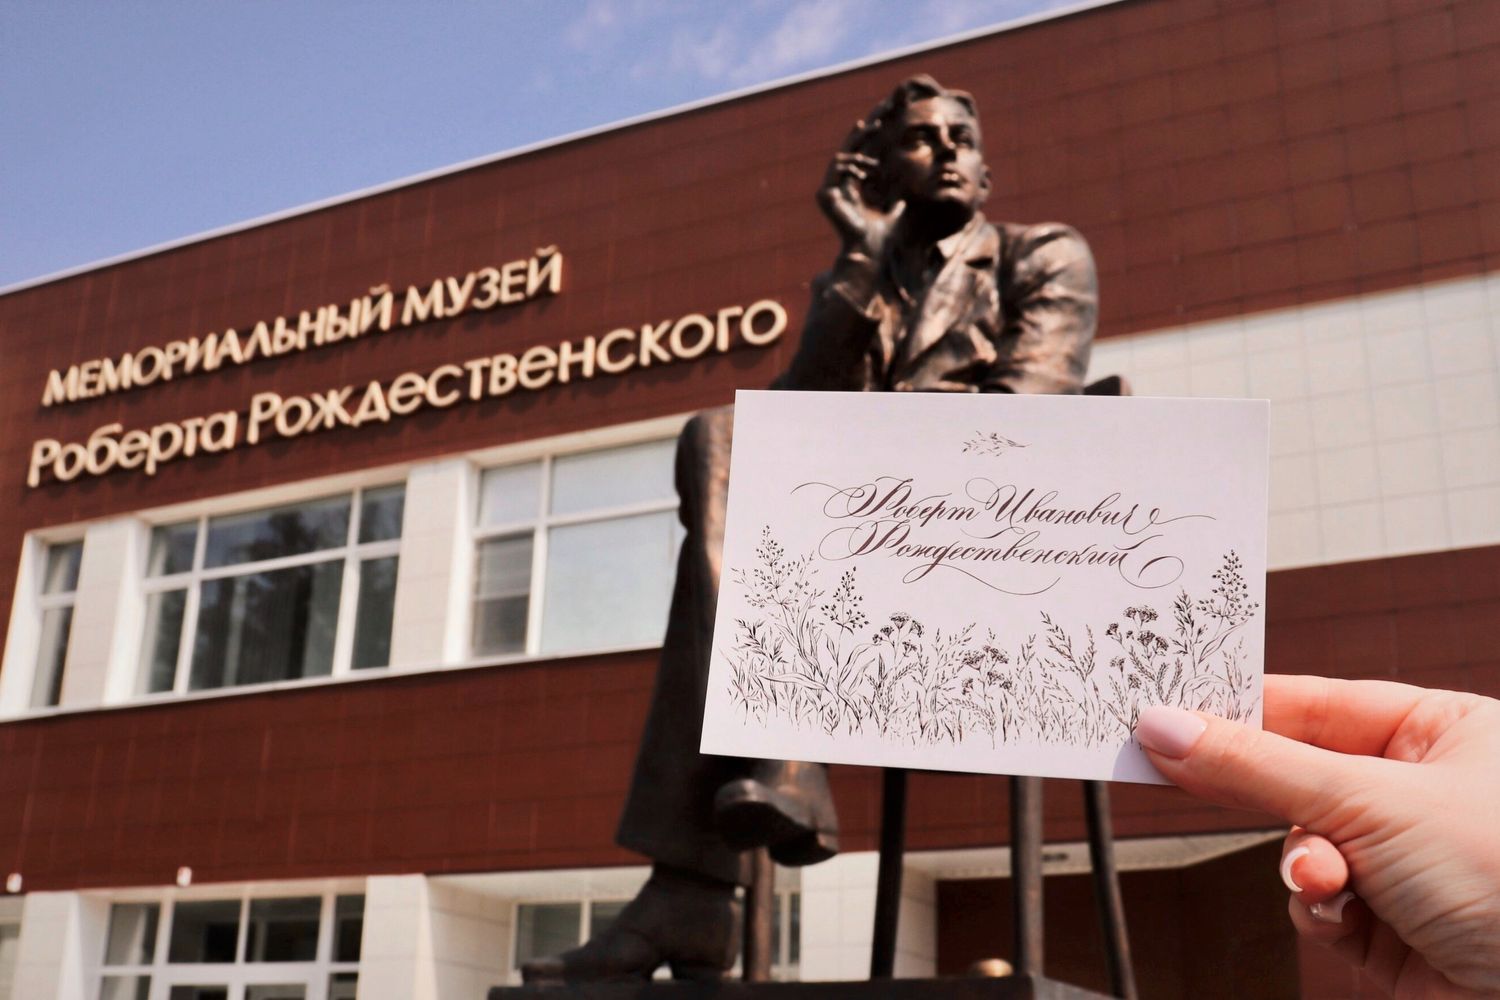 МЕМОРИАЛЬНЫЙ МУЗЕЙ
Роберта Рождественского
Роберт Иванович
Рождественский